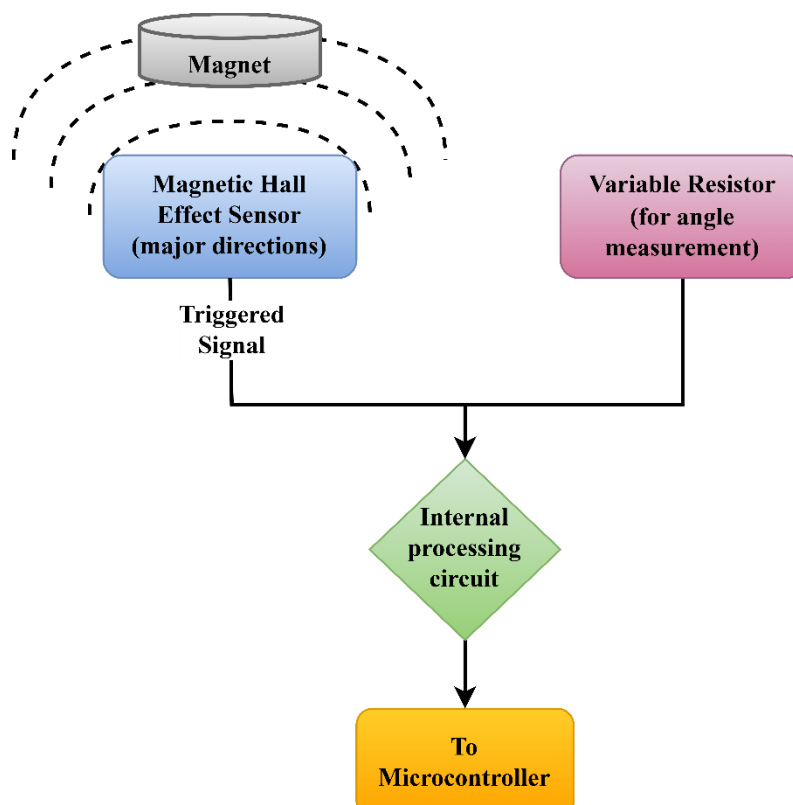 Magnet
Magnetic Hall
Effect Sensor
(major directions)
Variable Resistor
(for angle
measurement)
Triggered
Signal
Internal
processing
circuit
To
Microcontroller